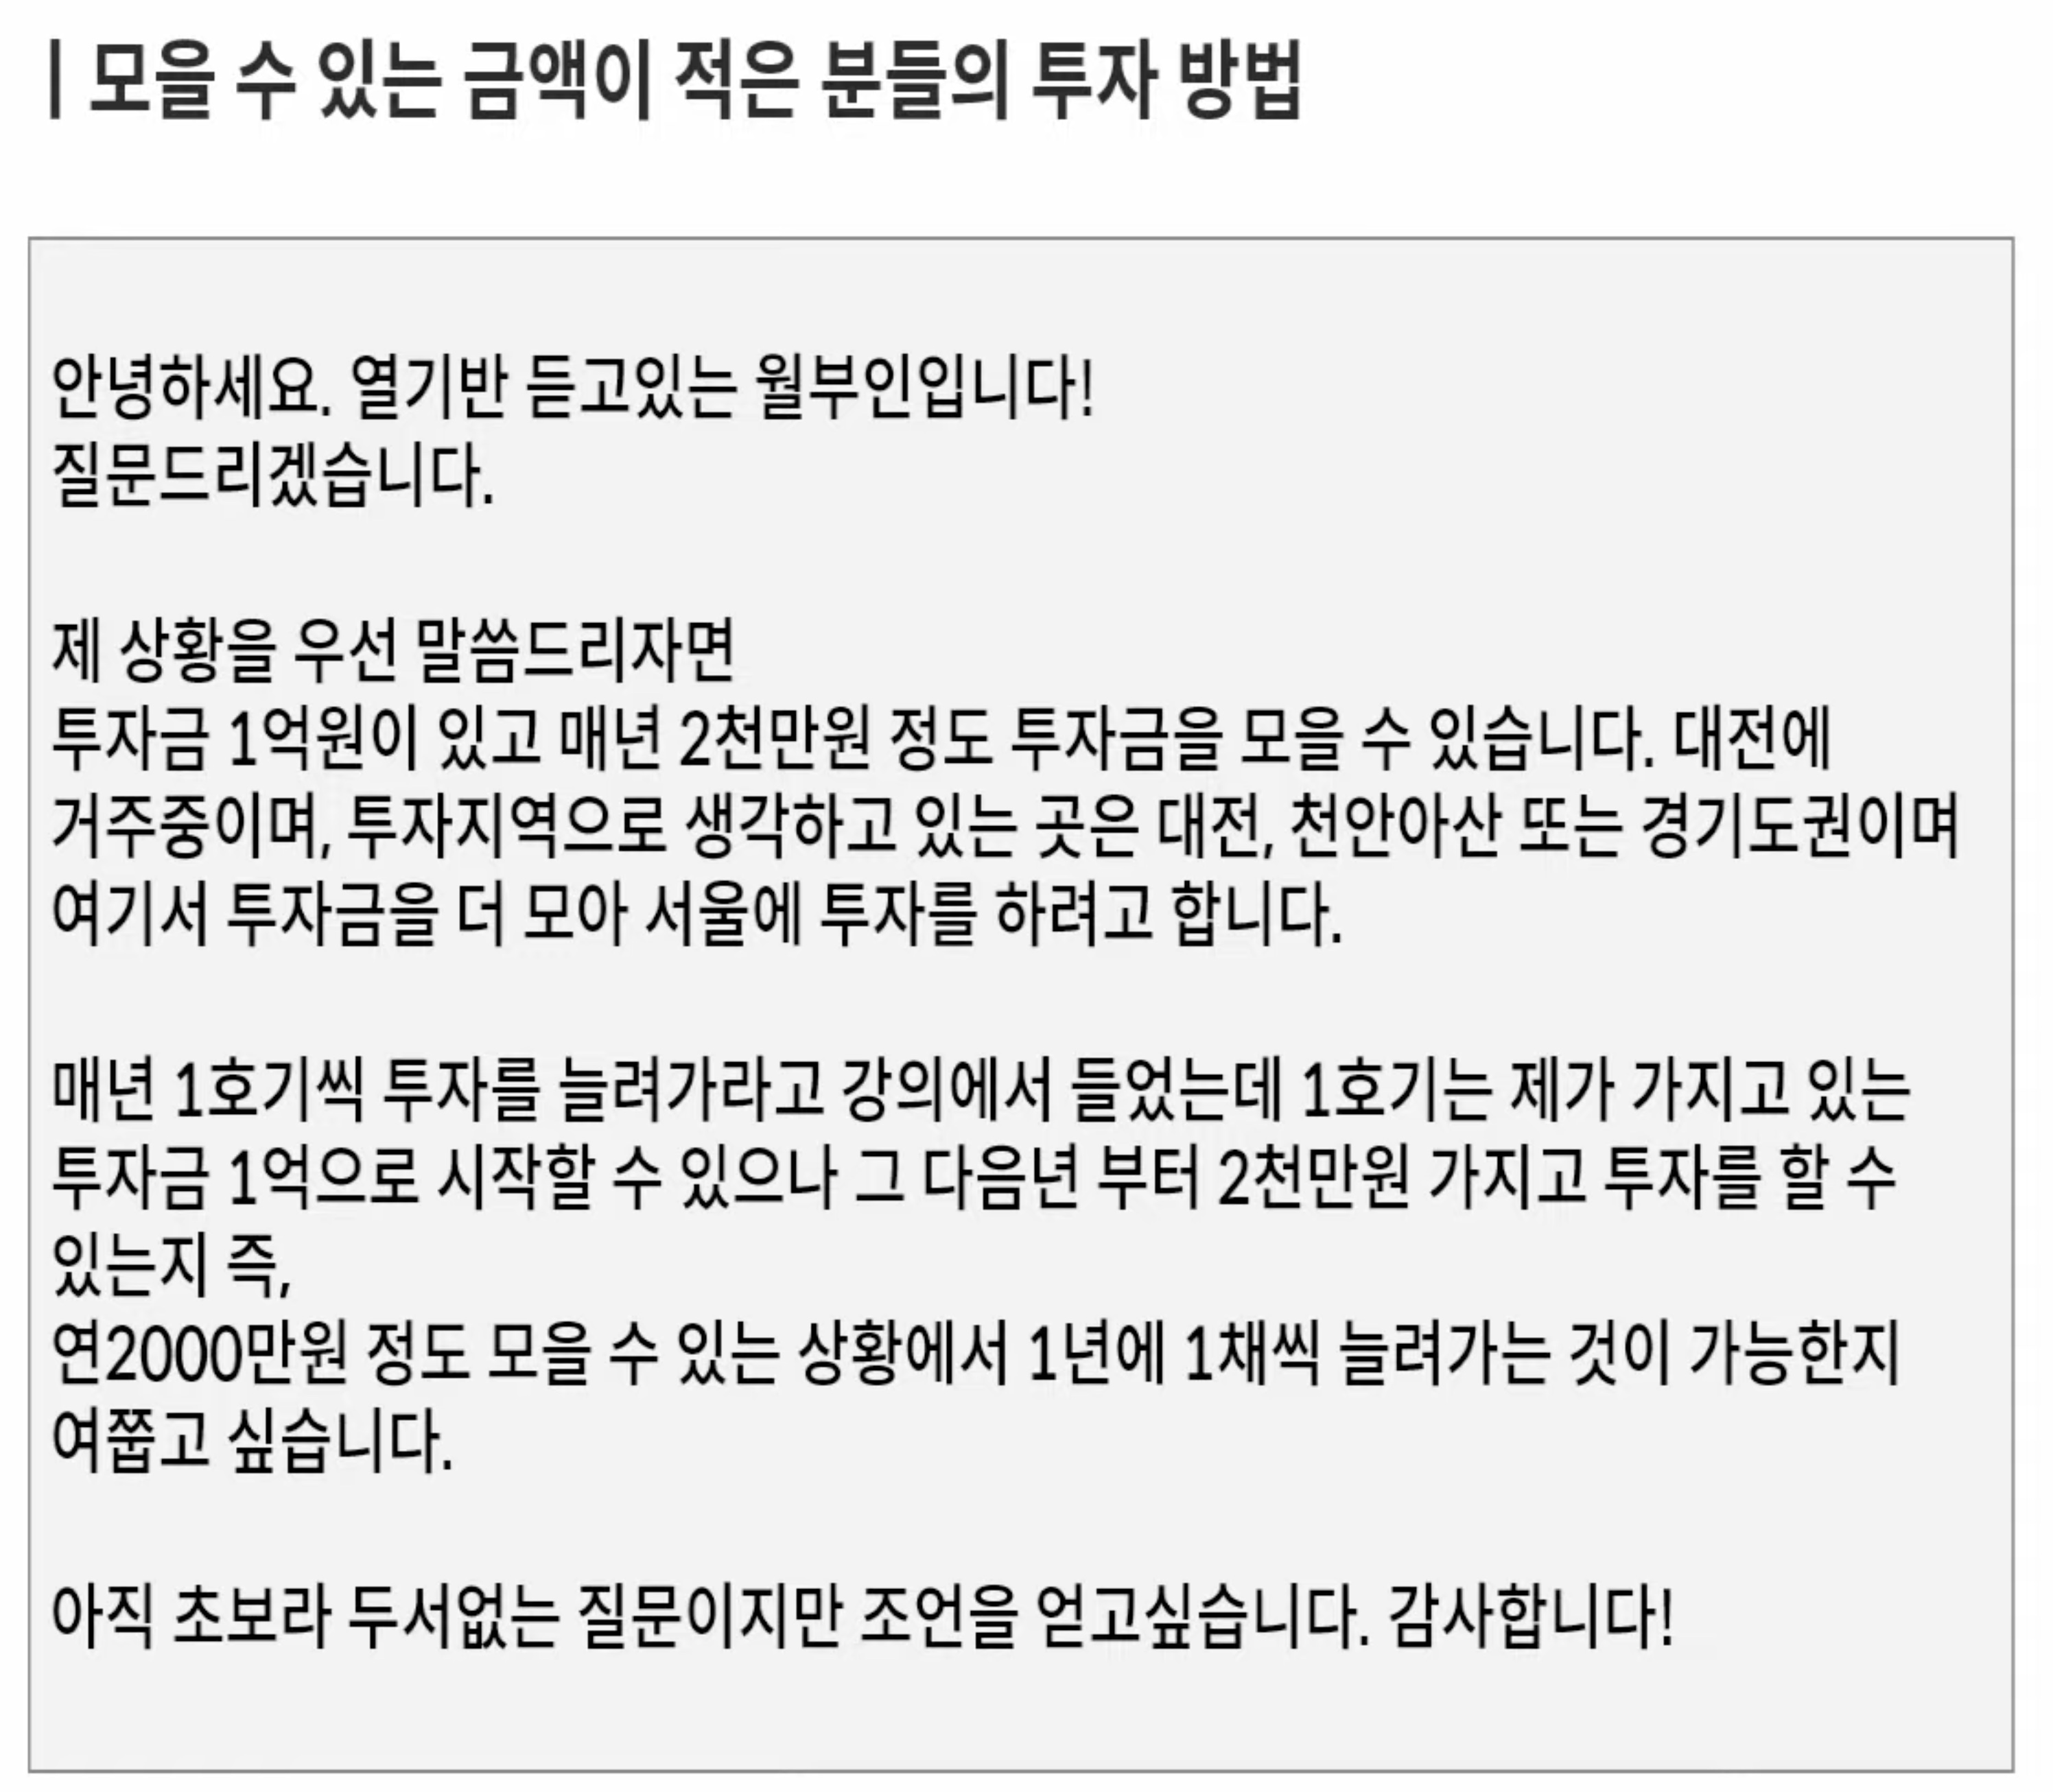 | 모을 수 있는 금액이 적은 분들의 투자 방법
안녕하세요. 열기반 듣고있는 월부인입니다!
질문드리겠습니다.
제 상황을 우선 말씀드리자면
투자금 1억원이 있고 매년 2천만원 정도 투자금을 모을 수 있습니다. 대전에
거주중이며, 투자지역으로 생각하고 있는 곳은 대전, 천안아산 또는 경기도권이며
여기서 투자금을 더 모아 서울에 투자를 하려고 합니다.
매년 1호기씩 투자를 늘려가라고 강의에서 들었는데 1호기는 제가 가지고 있는
투자금 1억으로 시작할 수 있으나 그 다음년 부터 2천만원 가지고 투자를 할 수
있는지 즉,
연2000만원 정도 모을 수 있는 상황에서 1년에 1채씩 늘려가는 것이 가능한지
여쭙고 싶습니다.
아직 초보라 두서없는 질문이지만 조언을 얻고싶습니다. 감사합니다!